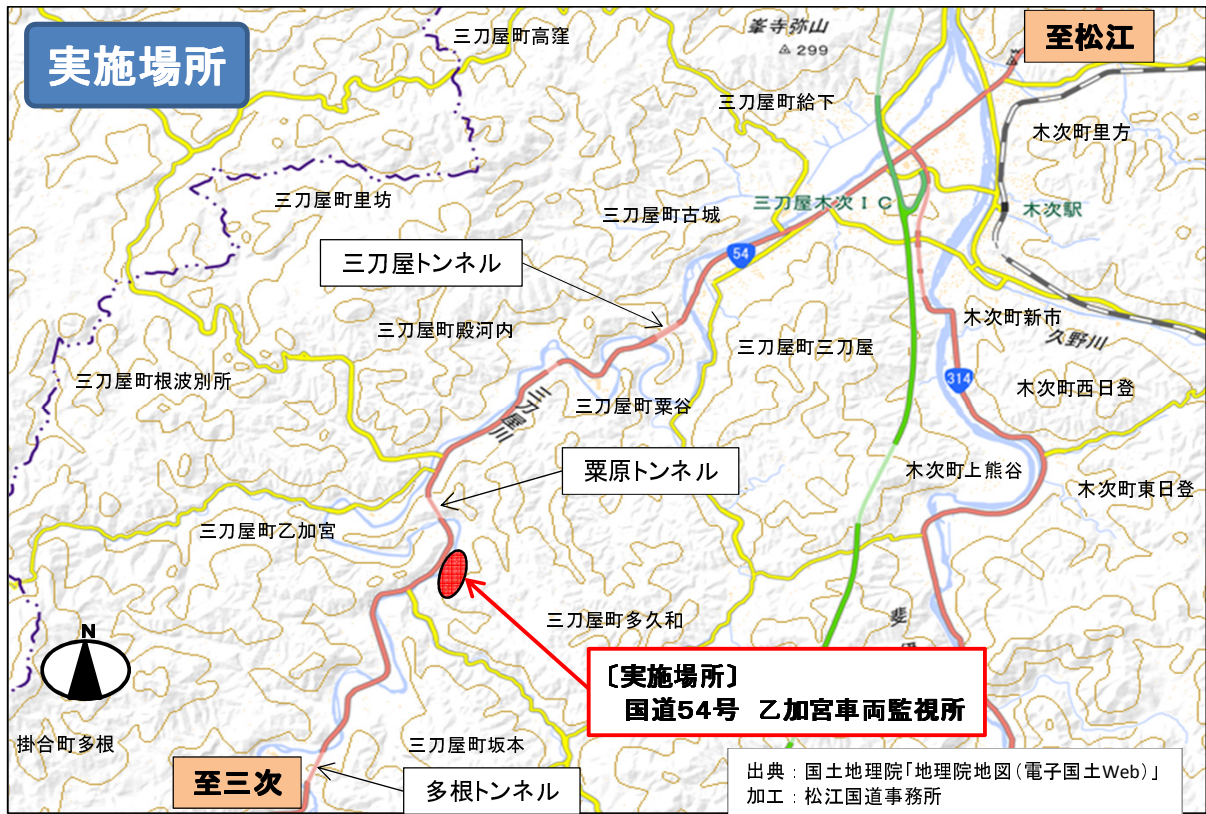 実施場所
三刀屋町高窪
峯寺弥山
299
至松江
三刀屋町給下
木次町里方
三刀屋町里坊
三刀屋町古城
三刀屋木次IC
木次駅
三刀屋トンネル
54
三刀屋町殿河内
三刀屋町三刀屋
木次町新市
久野川
三刀屋町根波別所
314
木次町西日登
三刀屋川
三刀屋町粟谷
粟原トンネル
木次町上熊谷
木次町東日登
三刀屋町乙加宮
三刀屋町多久和
斐伊
N
〔実施場所〕
国道54号 乙加宮車両監視所
掛合町多根
三刀屋町坂本
至三次
多根トンネル
出典：国土地理院「地理院地図(電子国土Web)」
加工：松江国道事務所